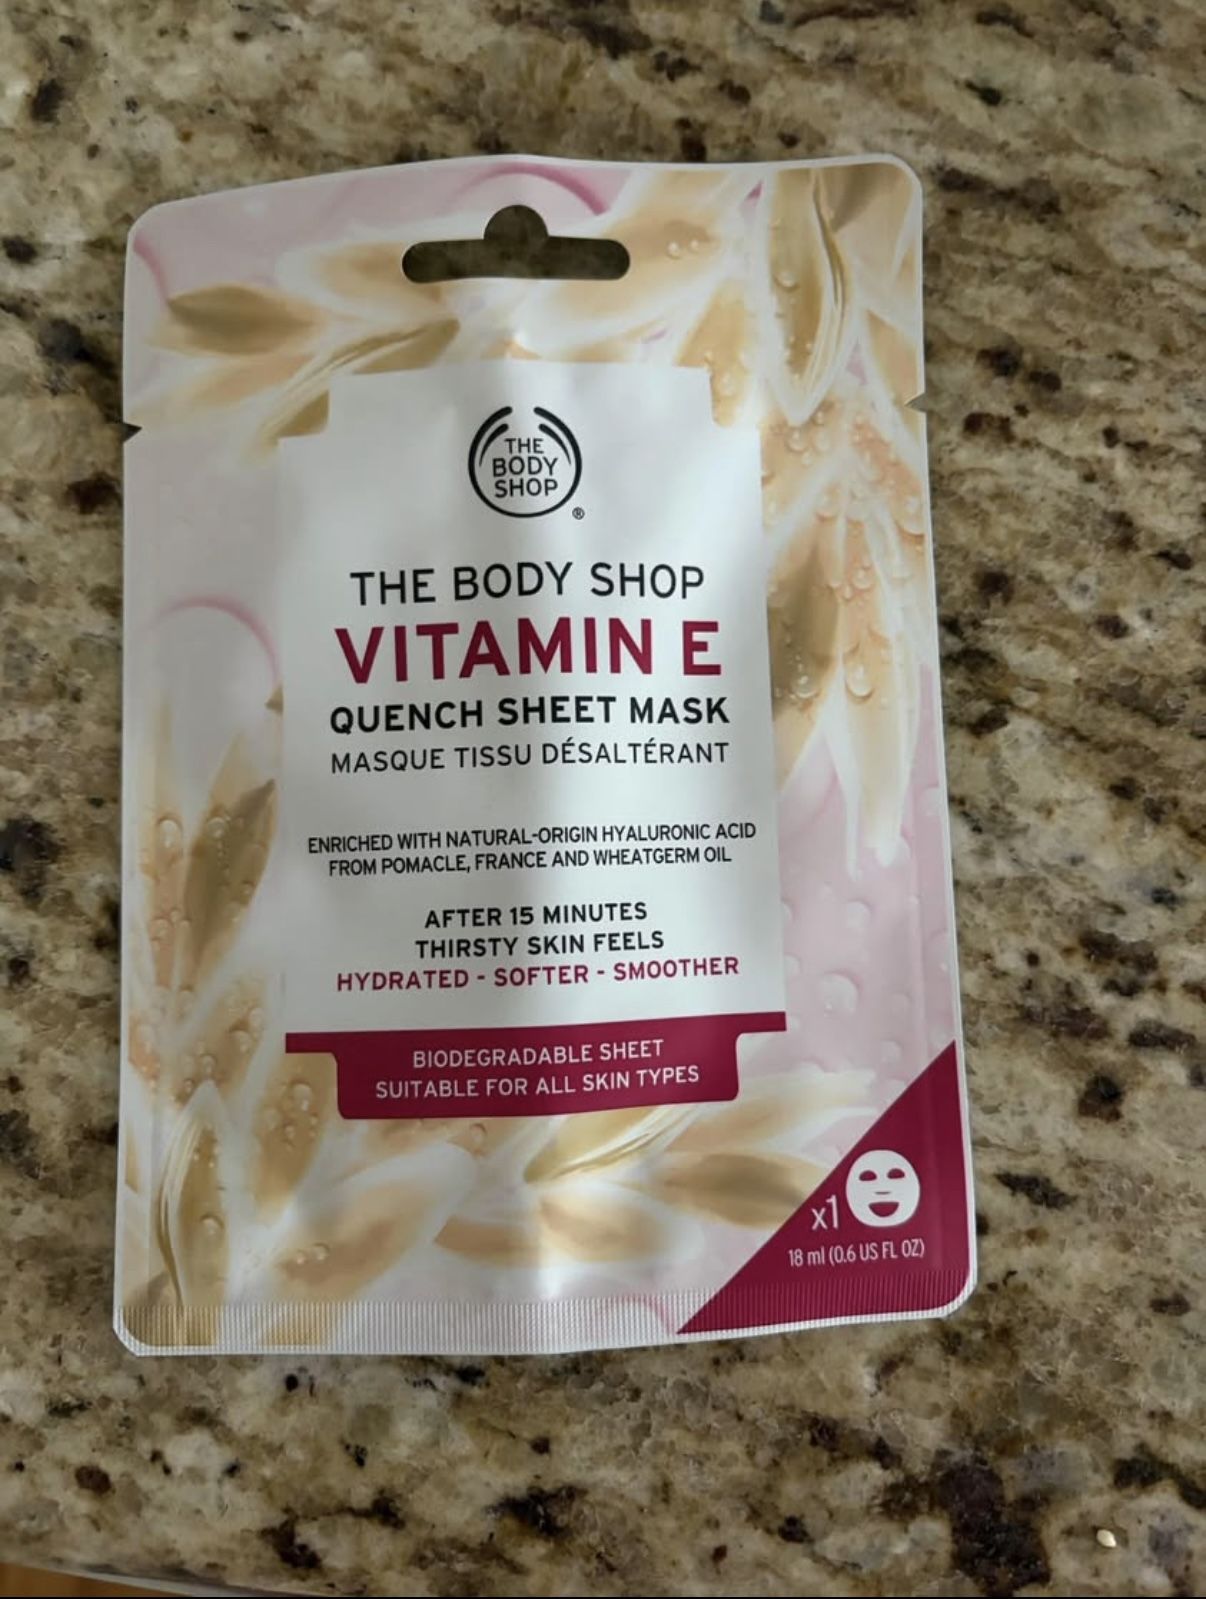 THE
BODY
SHOP
®
THE BODY SHOP
VITAMIN E
QUENCH SHEET MASK
MASQUE TISSU DÉSALTÉRANT
ENRICHED WITH NATURAL-ORIGIN HYALURONIC ACID
FROM POMACLE, FRANCE AND WHEATGERM OIL
AFTER 15 MINUTES
THIRSTY SKIN FEELS
HYDRATED - SOFTER - SMOOTHER
BIODEGRADABLE SHEET
SUITABLE FOR ALL SKIN TYPES
x1
18 ml (0.6 US FL OZ)